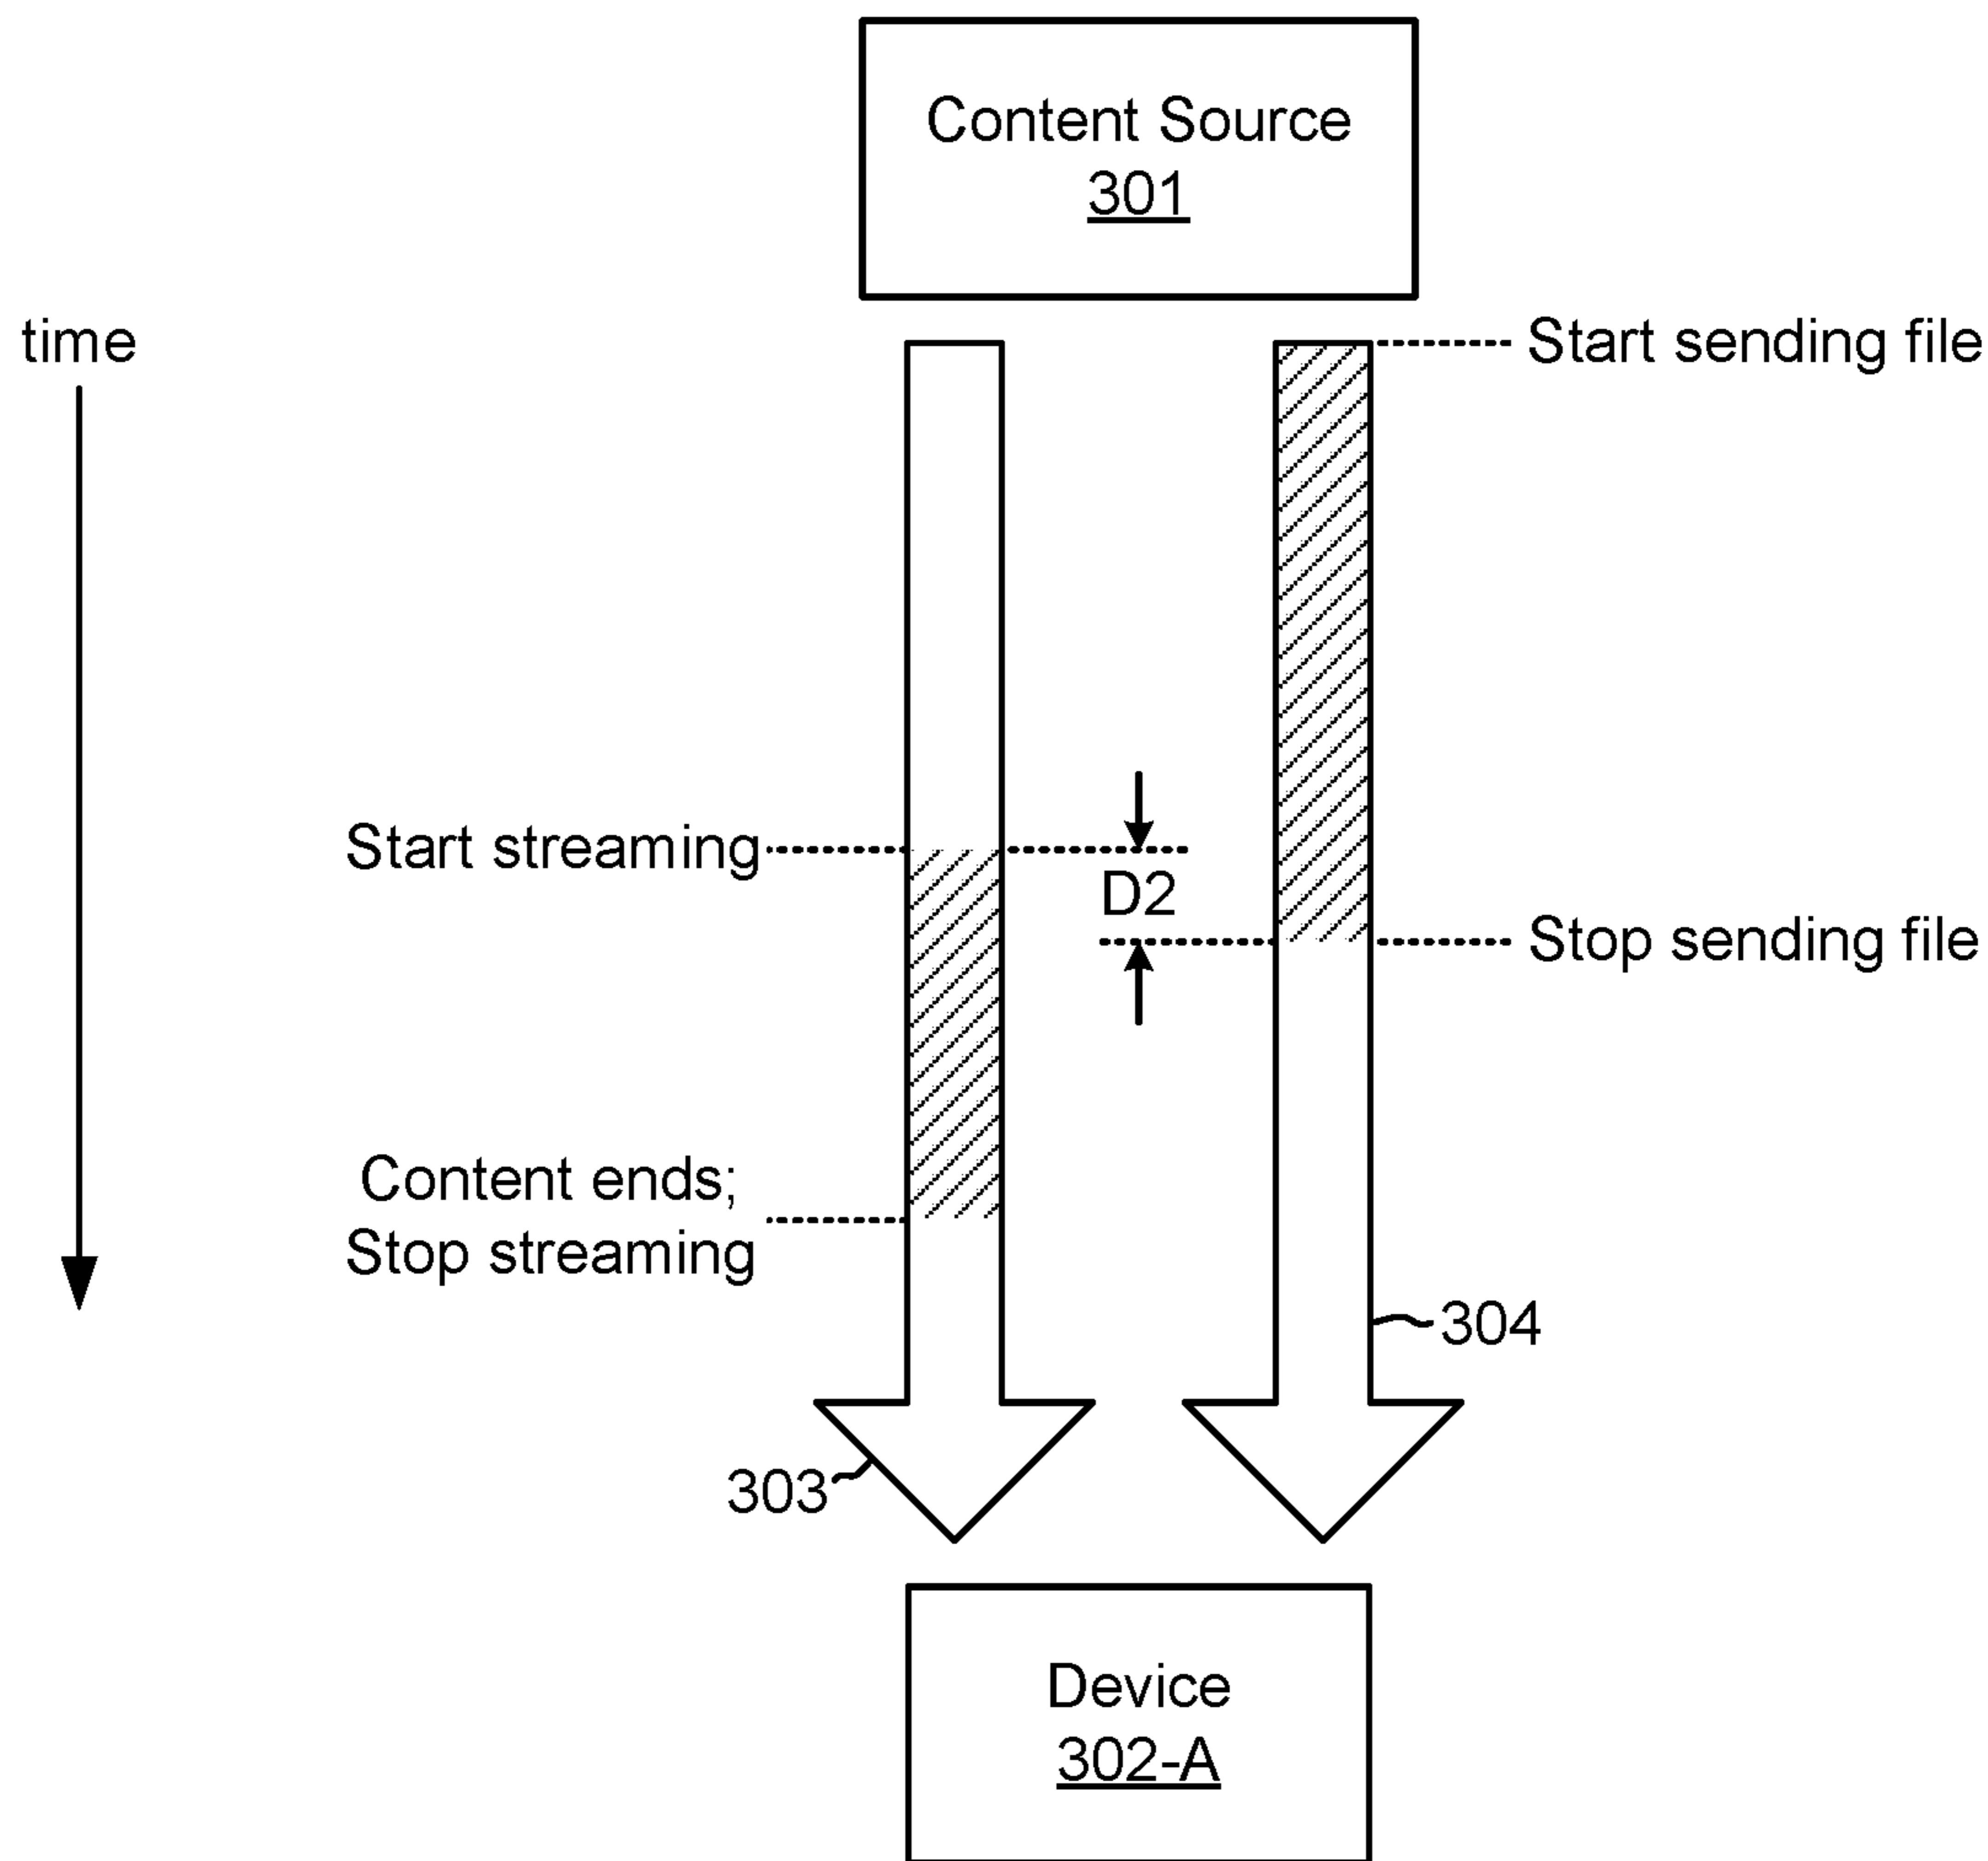 Content Source
301
time
Start sending file
Start streaming
D2
Stop sending file
Content ends;
Stop streaming
304
303
Device
302-A